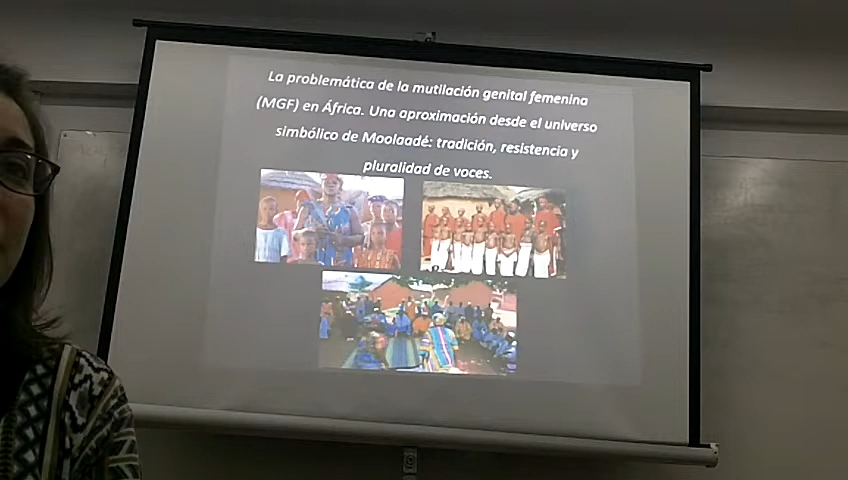 La problemática de la mutilación genital femenina
(MGF) en África. Una aproximación desde el universo
simbólico de Moolaadé: tradición, resistencia y
pluralidad de voces.